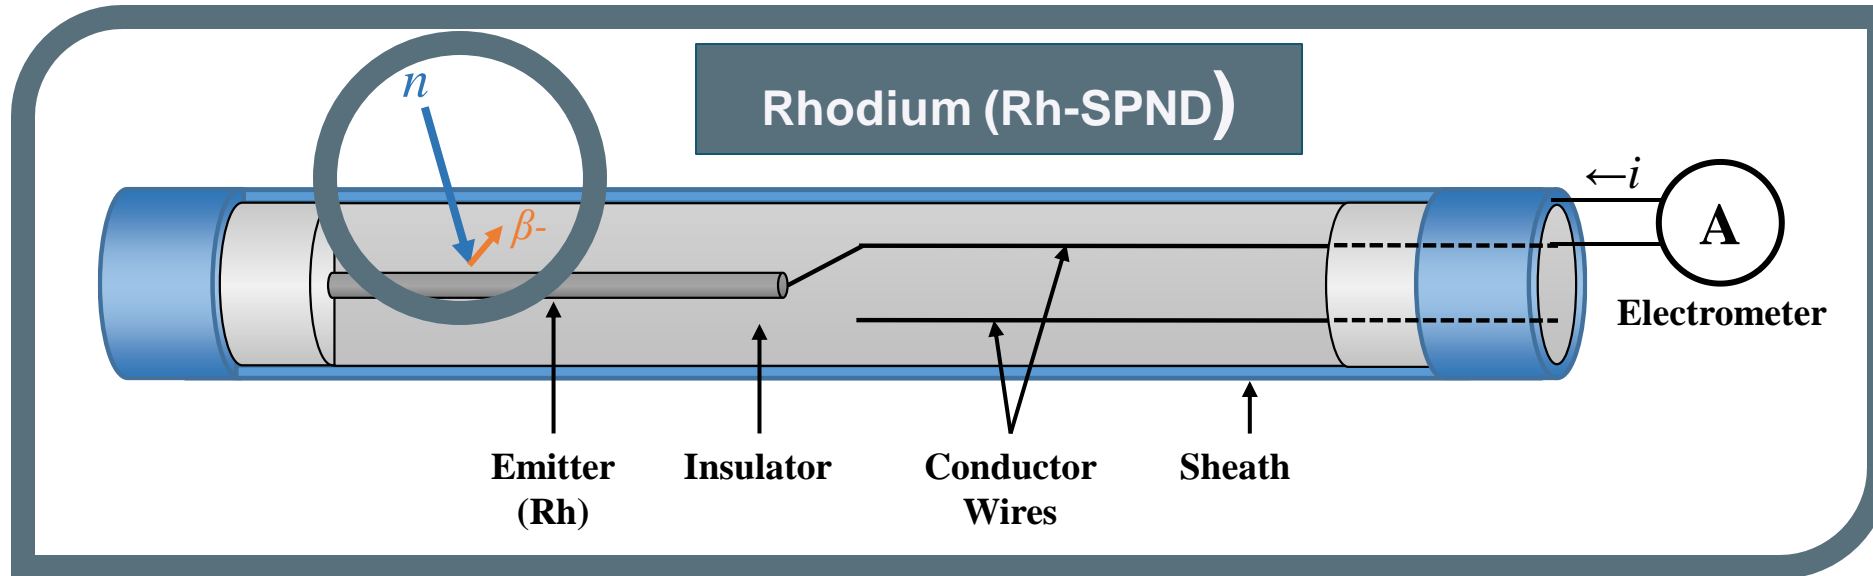 n
Rhodium (Rh-SPND)
←i
β-
A
Electrometer
Emitter
(Rh)
Insulator
Conductor
Wires
Sheath